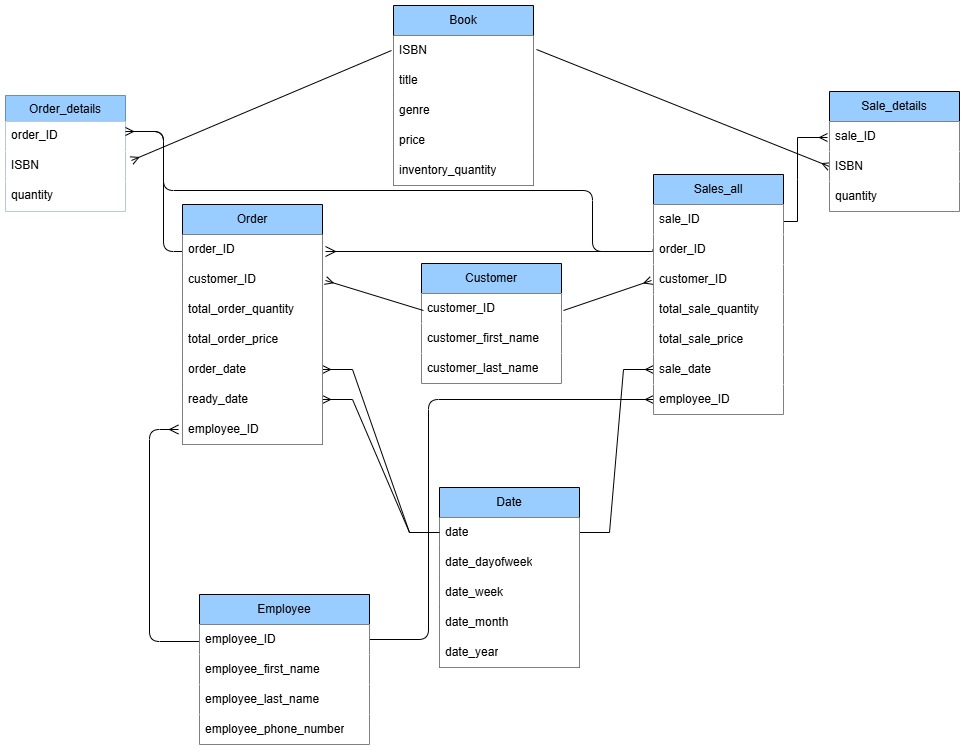 Book
ISBN
title
genre
price
inventory_quantity
Order_details
order_ID
ISBN
quantity
Sale_details
sale_ID
ISBN
quantity
Order
order_ID
customer_ID
total_order_quantity
total_order_price
order_date
ready_date
employee_ID
Customer
customer_ID
customer_first_name
customer_last_name
Sales_all
sale_ID
order_ID
customer_ID
total_sale_quantity
total_sale_price
sale_date
employee_ID
Date
date
date_dayofweek
date_week
date_month
date_year
Employee
employee_ID
employee_first_name
employee_last_name
employee_phone_number